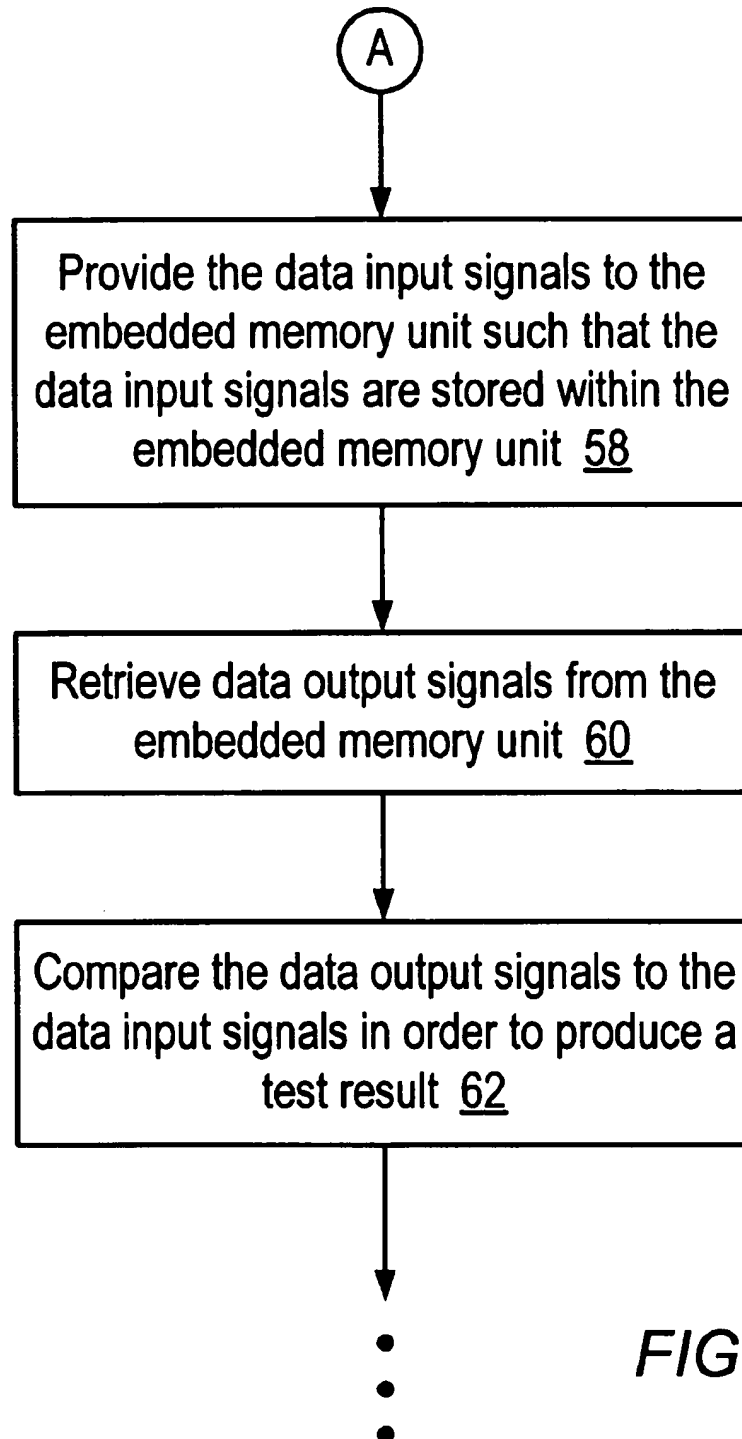 A
Provide the data input signals to the
embedded memory unit such that the
data input signals are stored within the
embedded memory unit 58
Retrieve data output signals from the
embedded memory unit 60
Compare the data output signals to the
data input signals in order to produce a
test result 62
FIG